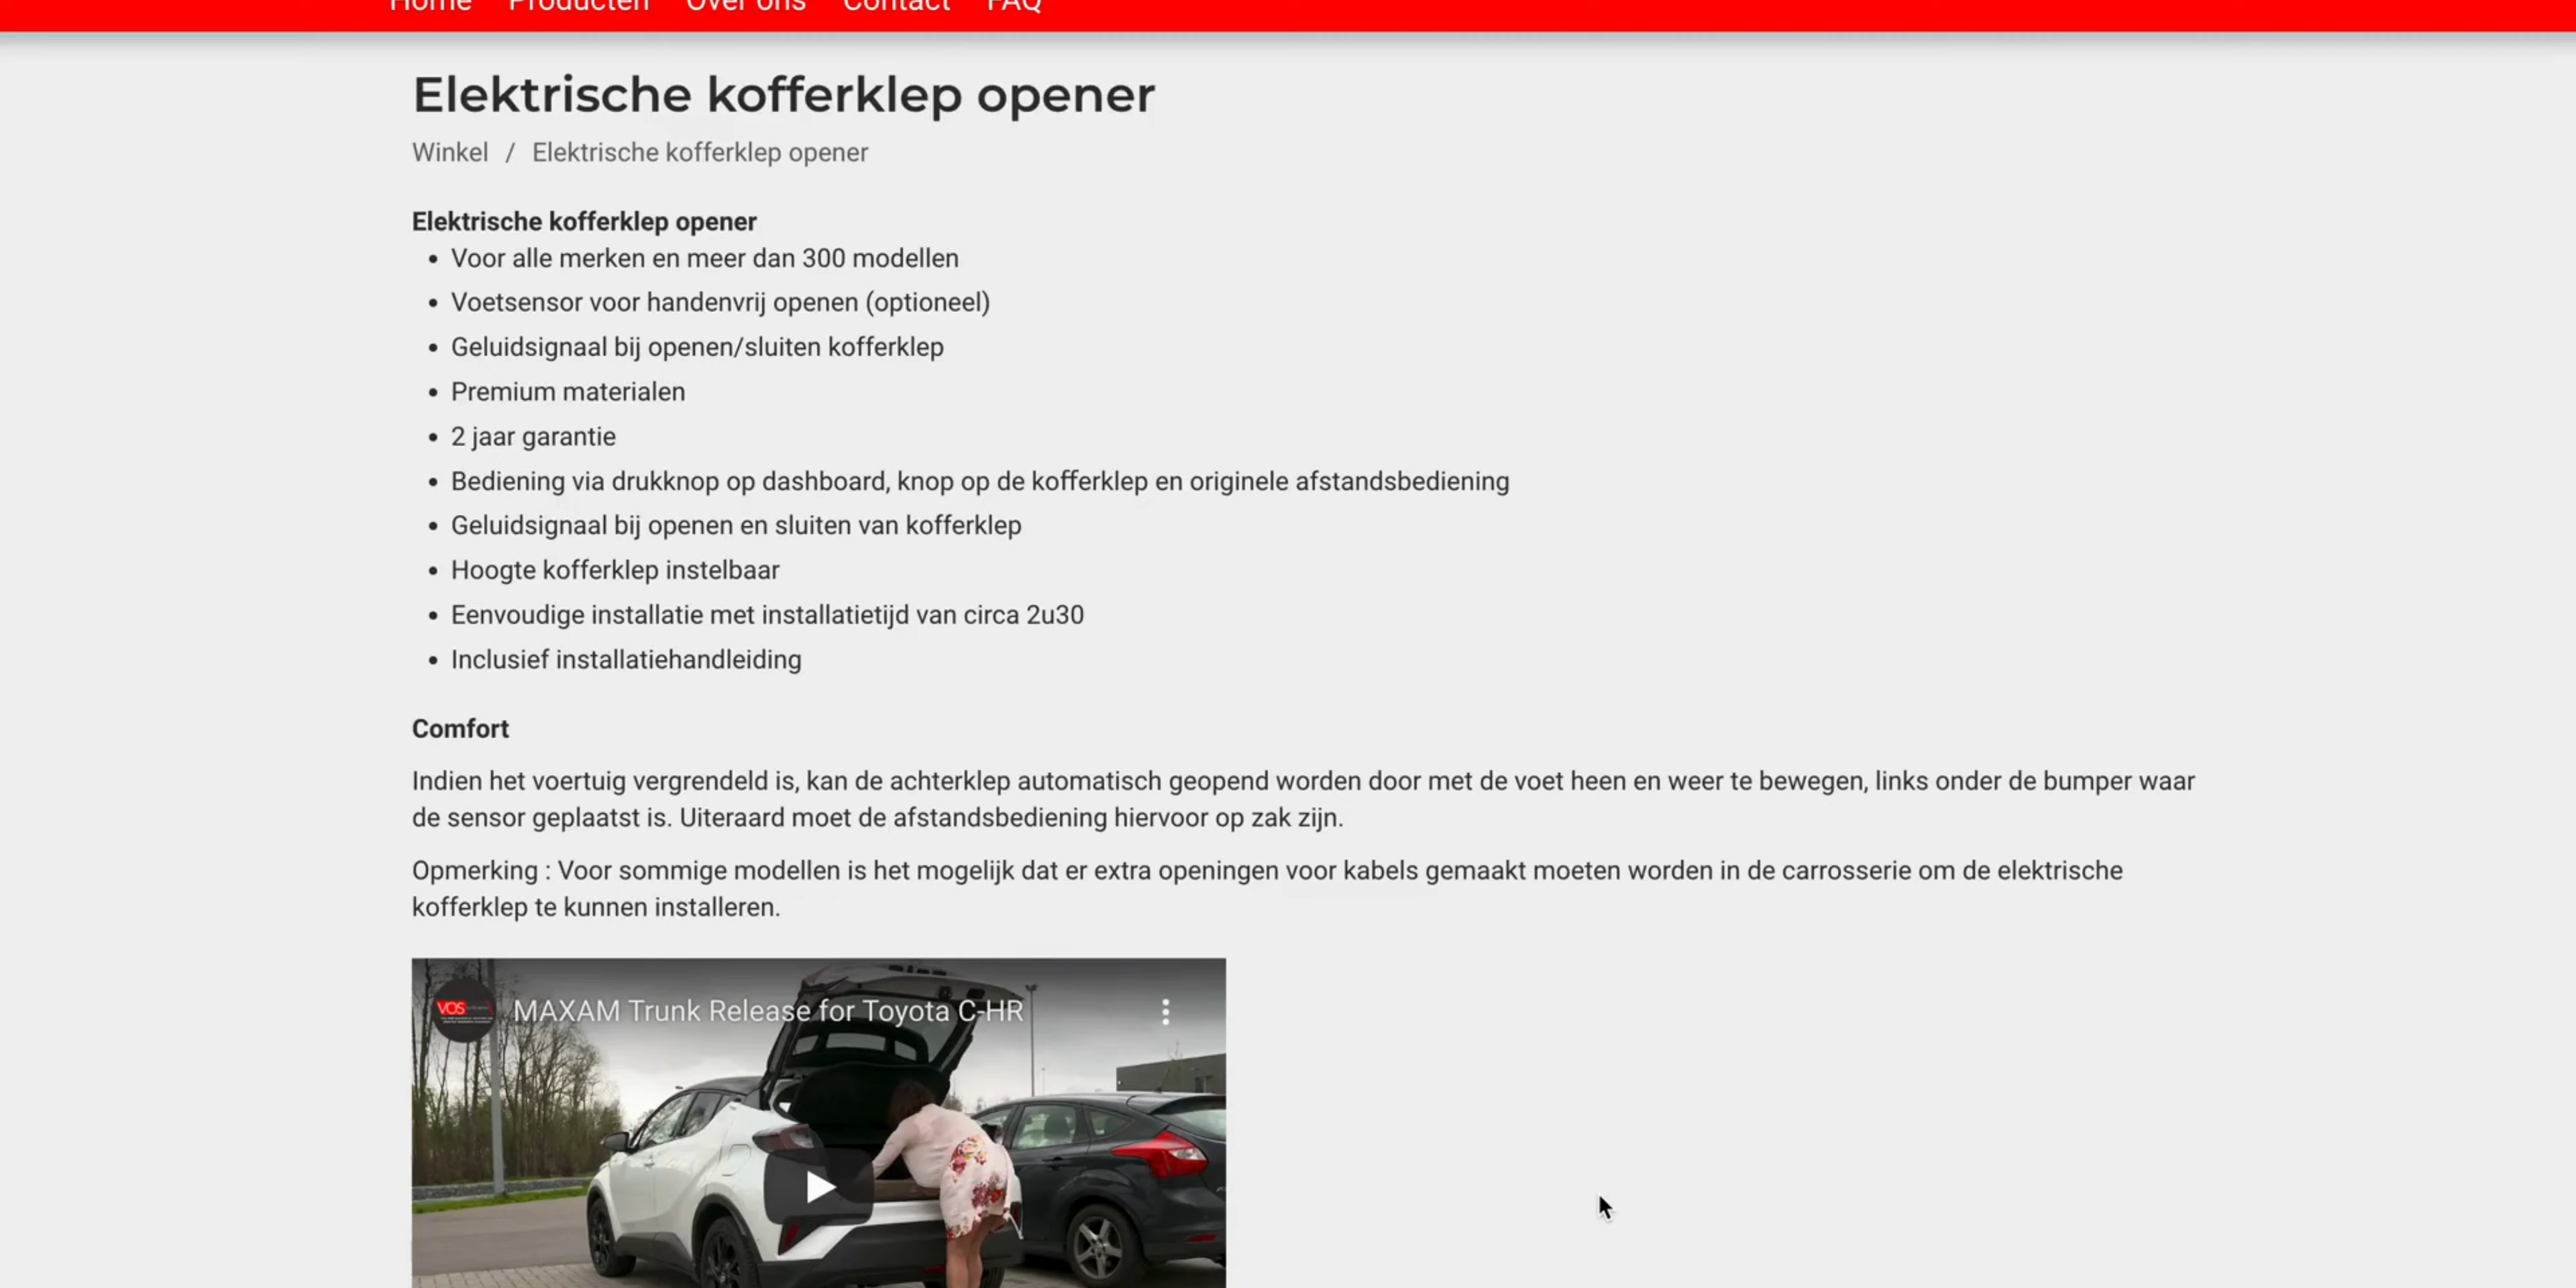 Home Producten Over ons Contact FAQ
Elektrische kofferklep opener
Winkel / Elektrische kofferklep opener
Elektrische kofferklep opener
• Voor alle merken en meer dan 300 modellen
• Voetsensor voor handenvrij openen (optioneel)
• Geluidsignaal bij openen/sluiten kofferklep
• Premium materialen
• 2 jaar garantie
• Bediening via drukknop op dashboard, knop op de kofferklep en originele afstandsbediening
• Geluidsignaal bij openen en sluiten van kofferklep
• Hoogte kofferklep instelbaar
• Eenvoudige installatie met installatietijd van circa 2u30
• Inclusief installatiehandleiding
Comfort
Indien het voertuig vergrendeld is, kan de achterklep automatisch geopend worden door met de voet heen en weer te bewegen, links onder de bumper waar
de sensor geplaatst is. Uiteraard moet de afstandsbediening hiervoor op zak zijn.
Opmerking : Voor sommige modellen is het mogelijk dat er extra openingen voor kabels gemaakt moeten worden in de carrosserie om de elektrische
kofferklep te kunnen installeren.
VOS
MAXAM Trunk Release for Toyota C-HR